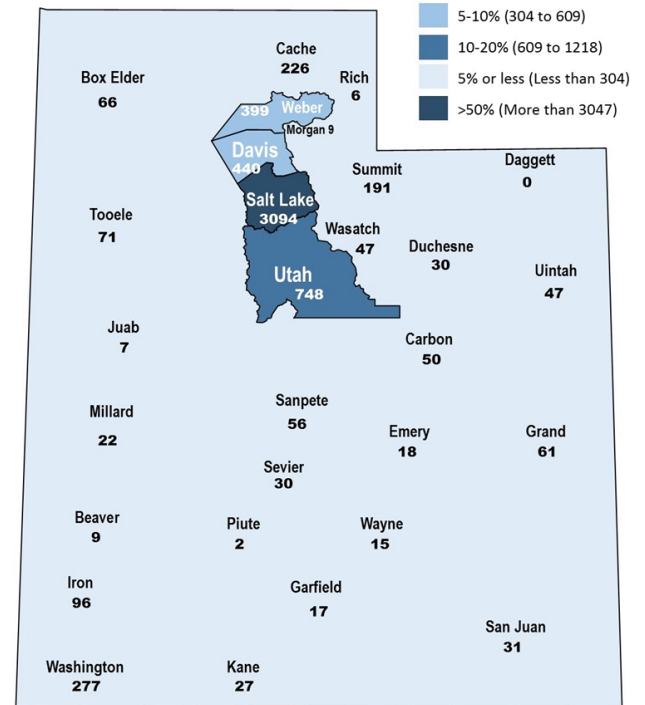 5-10% (304 to 609)
10-20% (609 to 1218)
5% or less (Less than 304)
>50% (More than 3047)
Cache
226
Rich
6
Box Elder
66
399 Weber
Morgan 9
Davis
440
Summit
191
Daggett
0
Salt Lake
3094
Tooele
71
Wasatch
47
Duchesne
30
Uintah
47
Utah
748
Juab
7
Carbon
50
Sanpete
56
Millard
22
Emery
18
Grand
61
Sevier
30
Beaver
9
Piute
2
Wayne
15
Iron
96
Garfield
17
San Juan
31
Washington
277
Kane
27